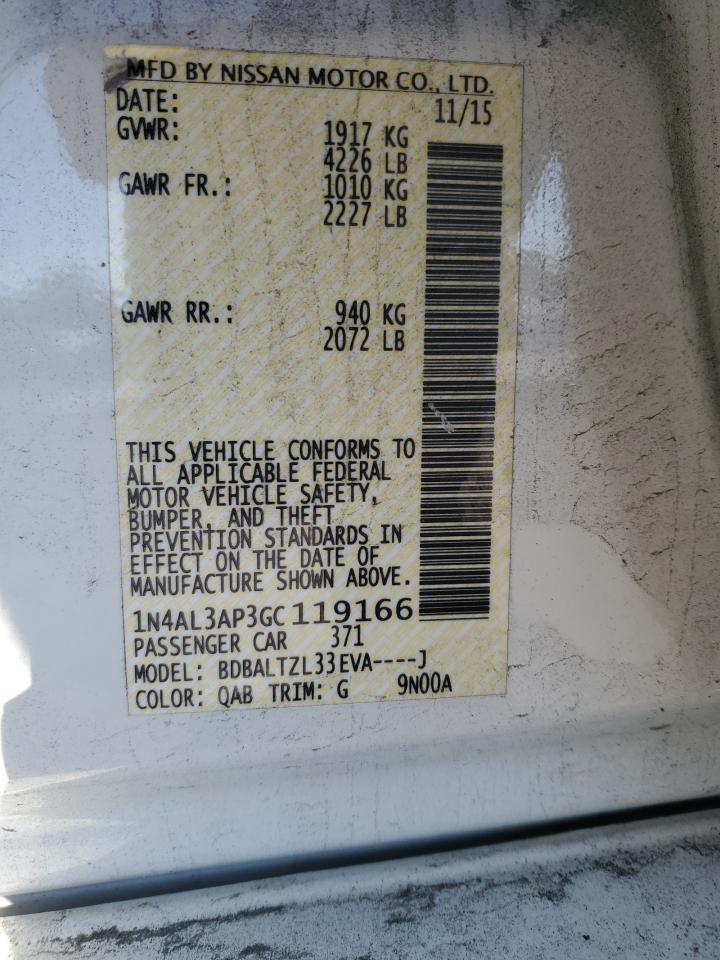 MFD BY NISSAN MOTOR CO., LTD.
DATE: 11/15
GVWR: 1917 KG
4226 LB
GAWR FR.: 1010 KG
2227 LB
GAWR RR.: 940 KG
2072 LB
THIS VEHICLE CONFORMS TO
ALL APPLICABLE FEDERAL
MOTOR VEHICLE SAFETY,
BUMPER, AND THEFT
PREVENTION STANDARDS IN
EFFECT ON THE DATE OF
MANUFACTURE SHOWN ABOVE.
1N4AL3AP3GC119166
PASSENGER CAR 371
MODEL: BDBALTZL33EVA----J
COLOR: QAB TRIM: G 9N00A